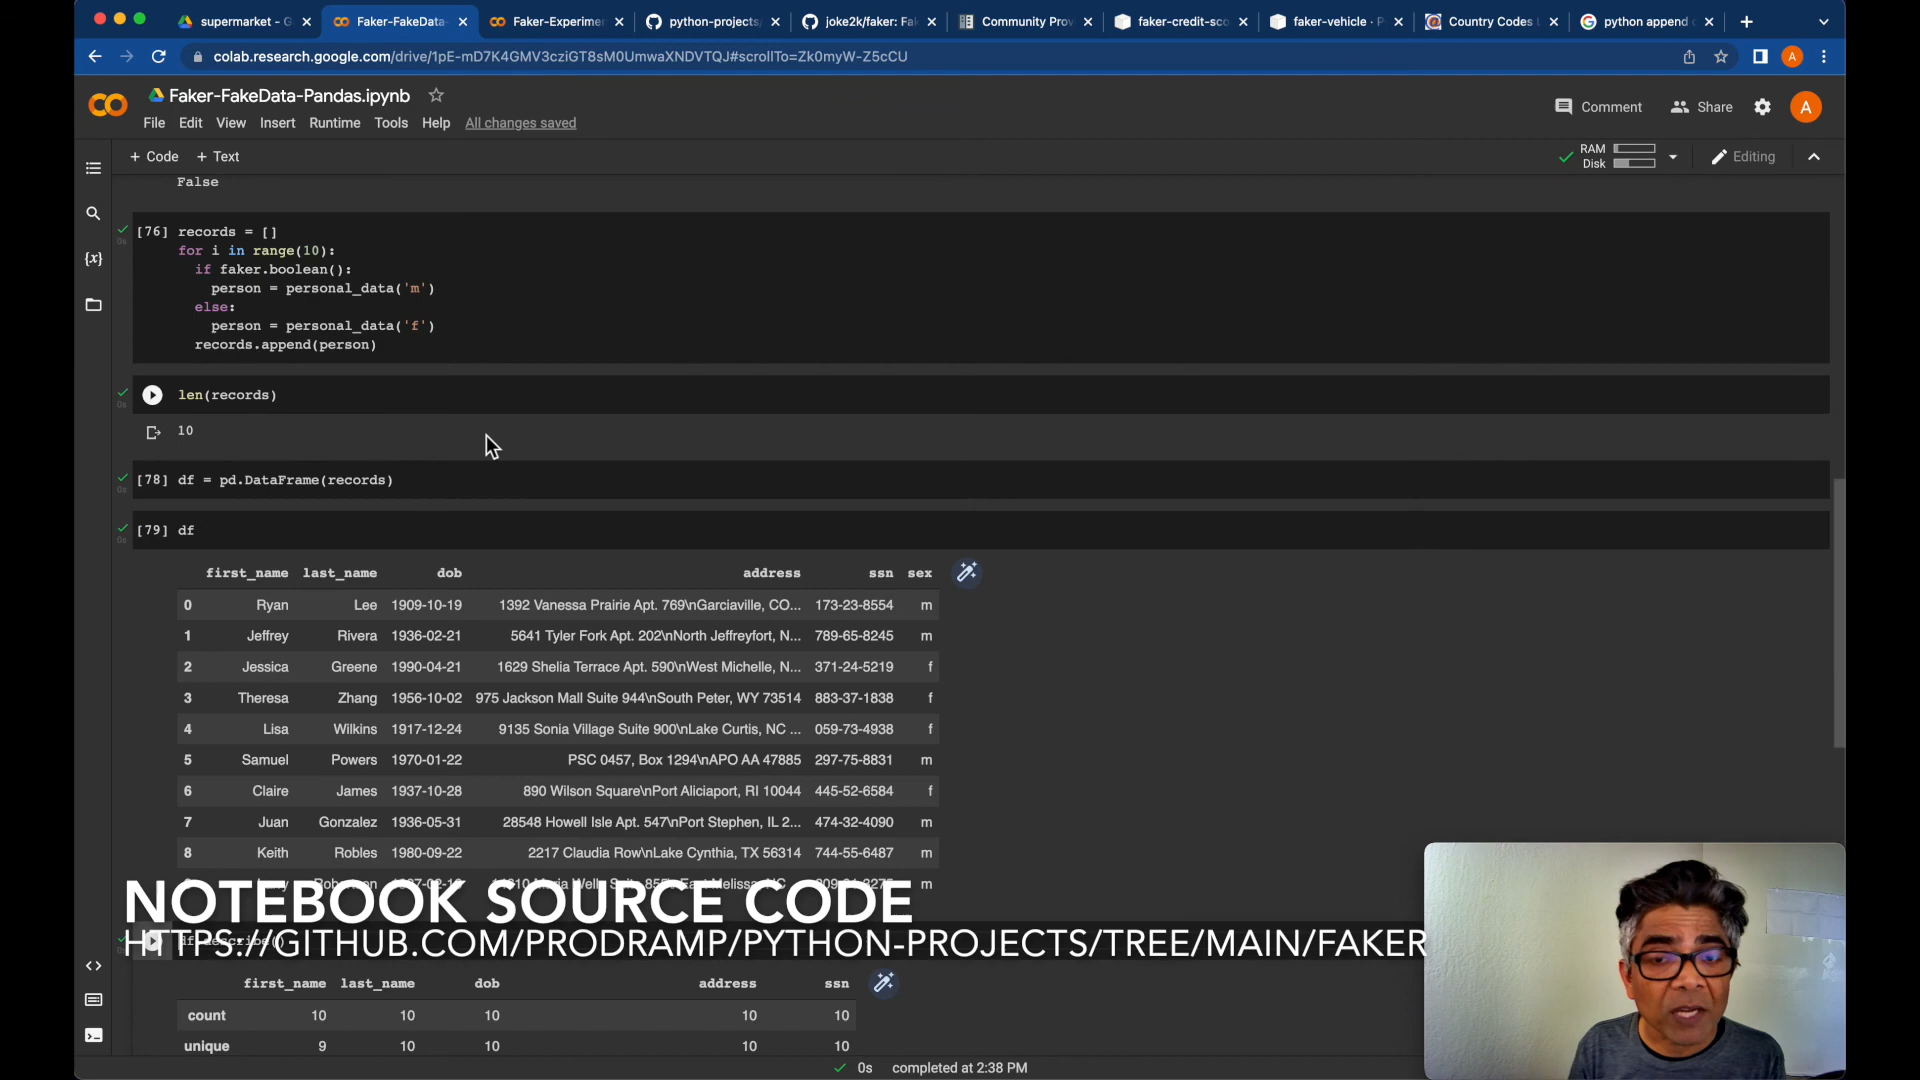 supermarket - G
Faker-FakeData-
Faker-Experime
python-projects/
joke2k/faker: Fak
Community Prov
faker-credit-sco
faker-vehicle · P
Country Codes L
python append
colab.research.google.com/drive/1pE-mD7K4GMV3cziGT8sM0UmwaXNDVTQJ#scrollTo=Zk0myW-Z5cCU
A
Faker-FakeData-Pandas.ipynb
Comment Share A
File Edit View Insert Runtime Tools Help All changes saved
+ Code + Text
RAM
Disk
Editing
False
[76] records = []
for i in range(10):
if faker.boolean():
person = personal_data('m')
else:
person = personal_data('f')
records.append(person)
0s
len(records)
0s
10
[78] df = pd.DataFrame(records)
0s
[79] df
0s
first_name last_name dob address ssn sex
0 Ryan Lee 1909-10-19 1392 Vanessa Prairie Apt. 769\nGarciaville, CO... 173-23-8554 m
1 Jeffrey Rivera 1936-02-21 5641 Tyler Fork Apt. 202\nNorth Jeffreyfort, N... 789-65-8245 m
2 Jessica Greene 1990-04-21 1629 Shelia Terrace Apt. 590\nWest Michelle, N... 371-24-5219 f
3 Theresa Zhang 1956-10-02 975 Jackson Mall Suite 944\nSouth Peter, WY 73514 883-37-1838 f
4 Lisa Wilkins 1917-12-24 9135 Sonia Village Suite 900\nLake Curtis, NC ... 059-73-4938 f
5 Samuel Powers 1970-01-22 PSC 0457, Box 1294\nAPO AA 47885 297-75-8831 m
6 Claire James 1937-10-28 890 Wilson Square\nPort Aliciaport, RI 10044 445-52-6584 f
7 Juan Gonzalez 1936-05-31 28548 Howell Isle Apt. 547\nPort Stephen, IL 2... 474-32-4090 m
8 Keith Robles 1980-09-22 2217 Claudia Row\nLake Cynthia, TX 56314 744-55-6487 m
m
NOTEBOOK SOURCE CODE
df.describe()
HTTPS://GITHUB.COM/PRODRAMP/PYTHON-PROJECTS/TREE/MAIN/FAKER
first_name last_name dob address ssn
count 10 10 10 10 10
unique 9 10 10 10 10
0s completed at 2:38 PM